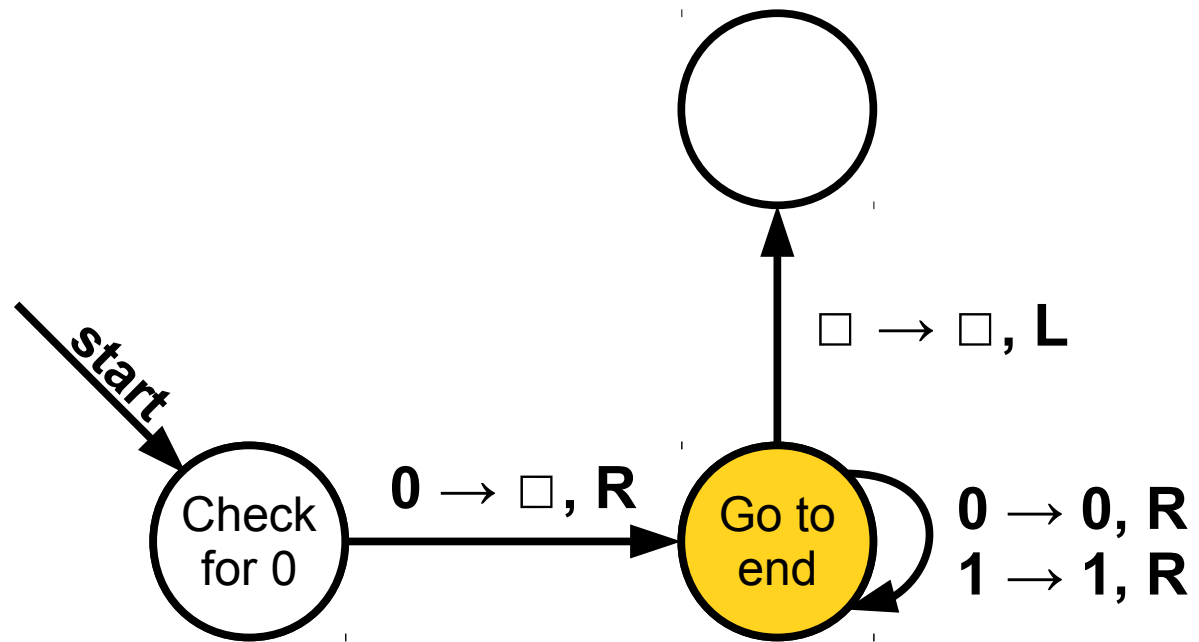 □ → □, L
start
Check
for 0
0 → □, R
Go to
end
0 → 0, R
1 → 1, R